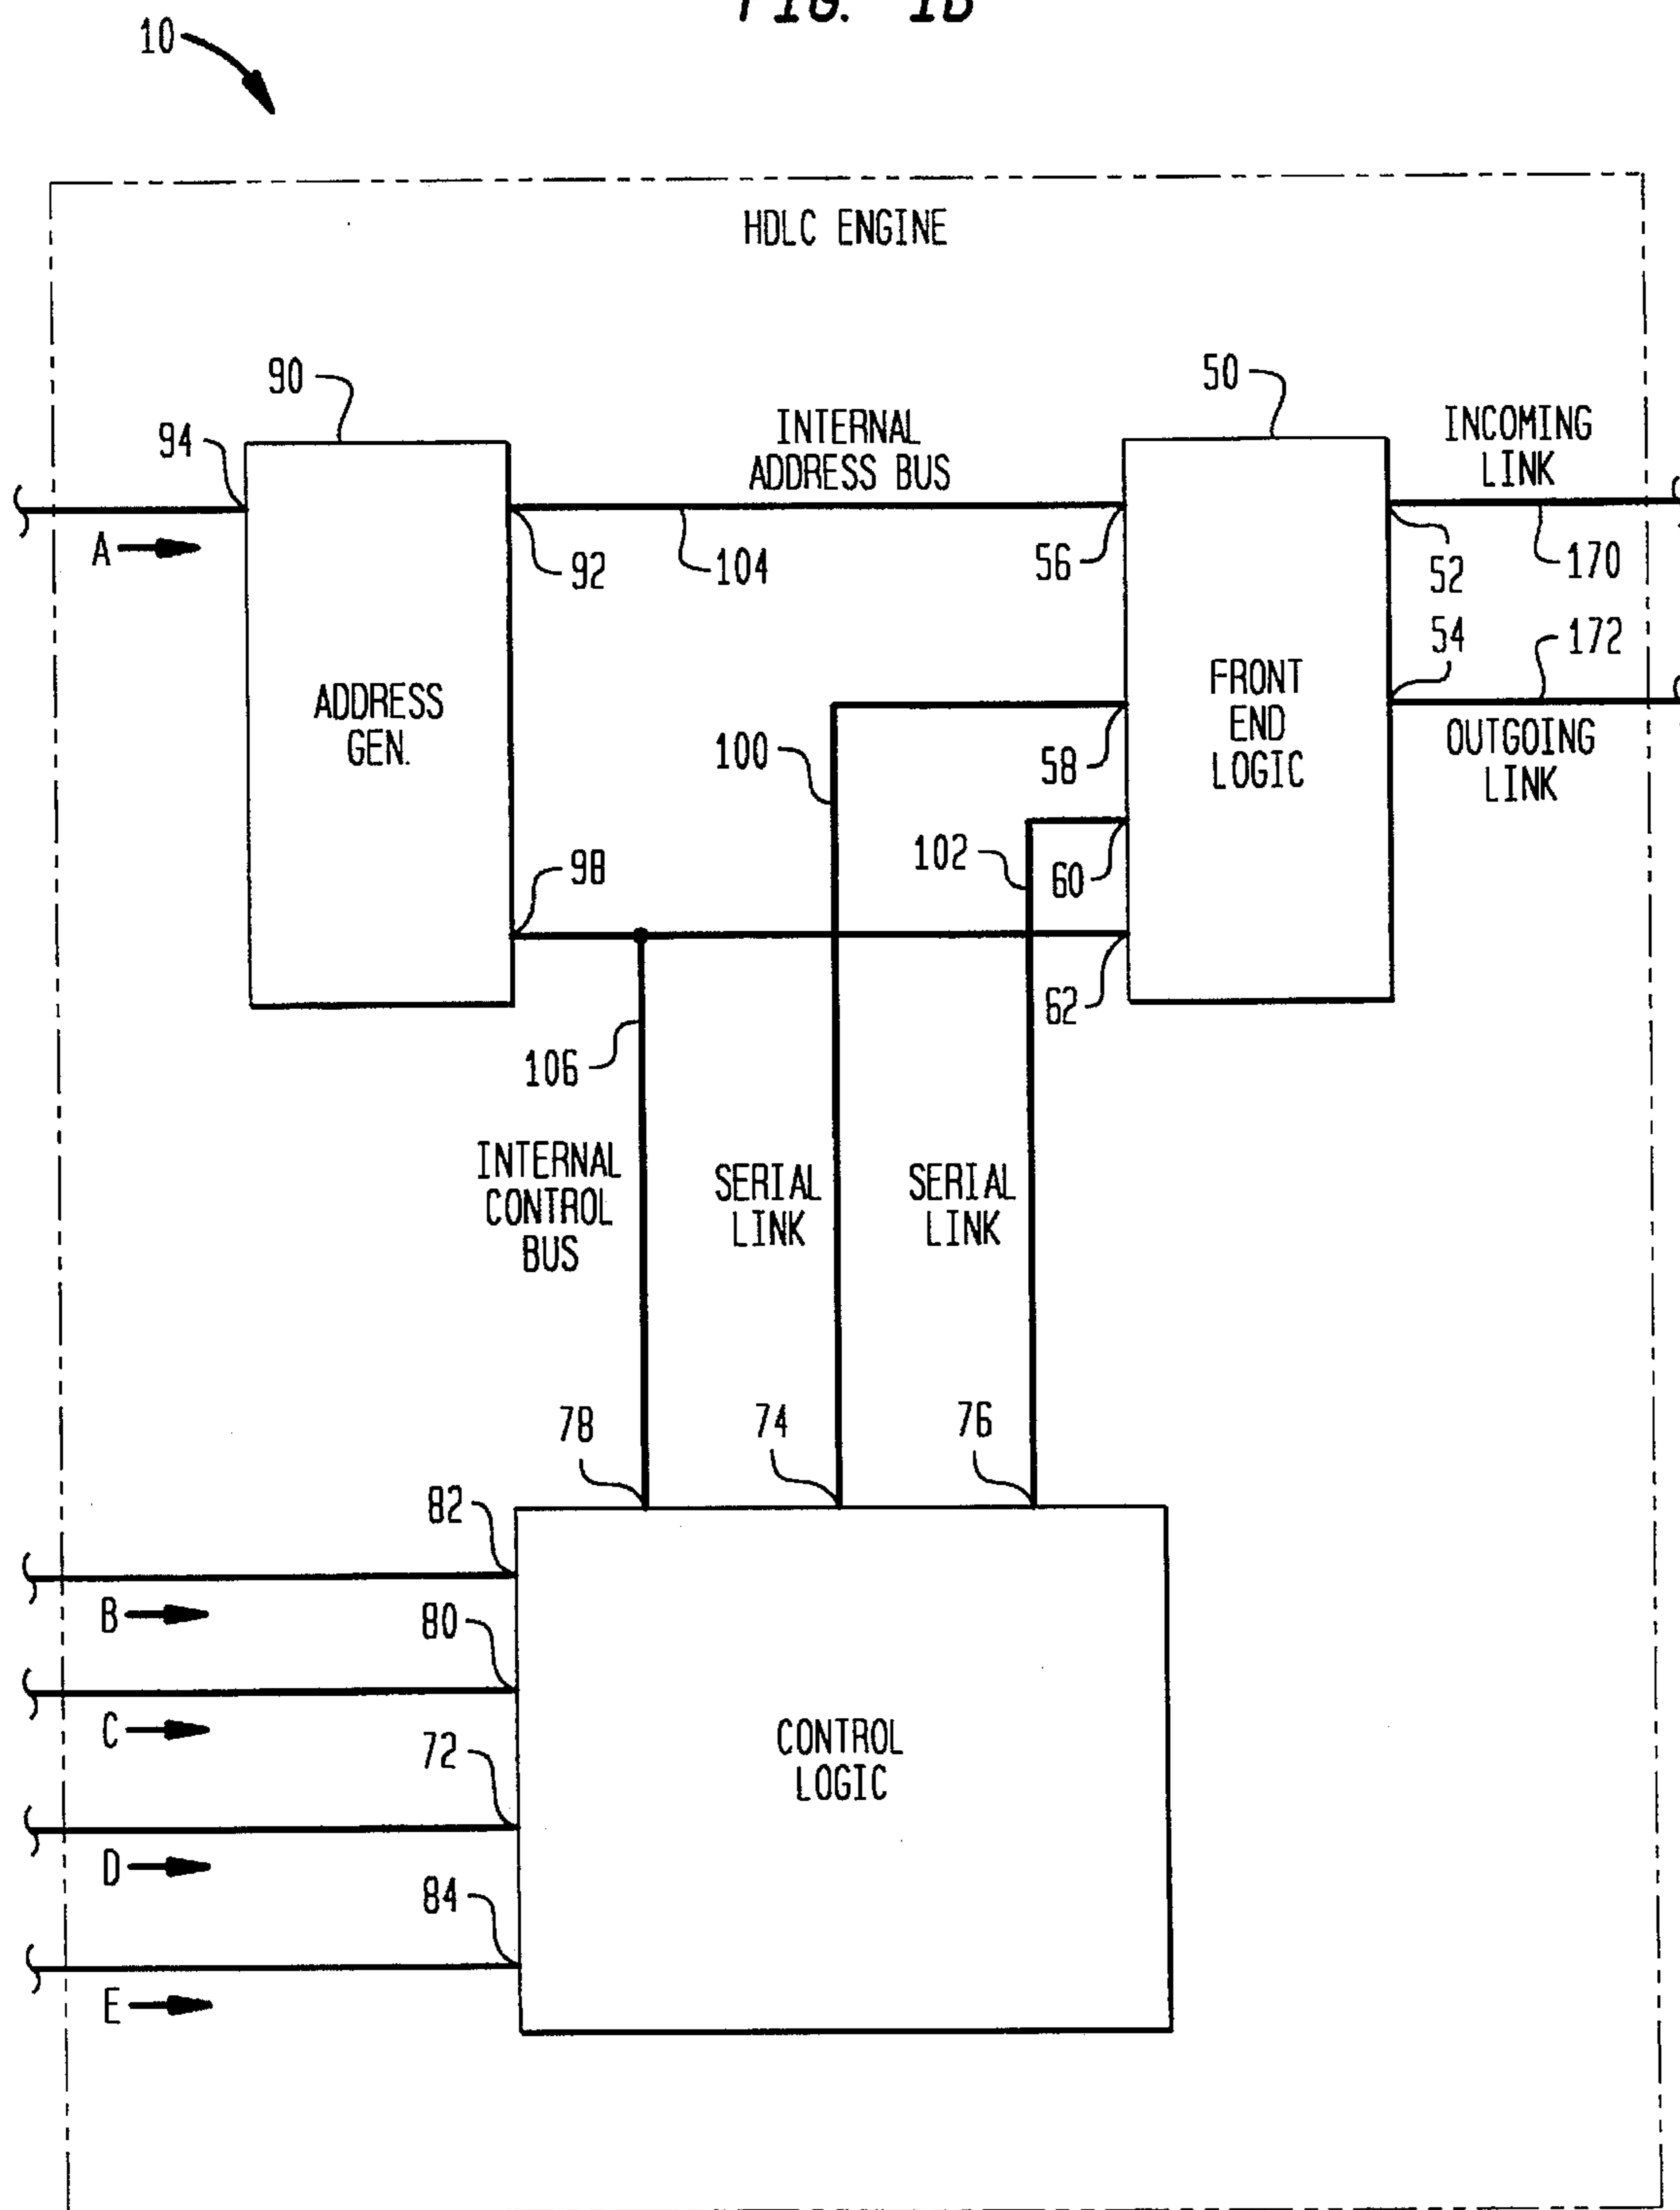 FIG. 1B
10
HDLC ENGINE
90
50
94
INTERNAL
ADDRESS BUS
INCOMING
LINK
A
92
104
56
52
170
54
172
ADDRESS
GEN.
FRONT
END
LOGIC
100
58
OUTGOING
LINK
102
60
98
62
106
INTERNAL
CONTROL
BUS
SERIAL
LINK
SERIAL
LINK
78
74
76
82
B
80
C
72
CONTROL
LOGIC
D
84
E